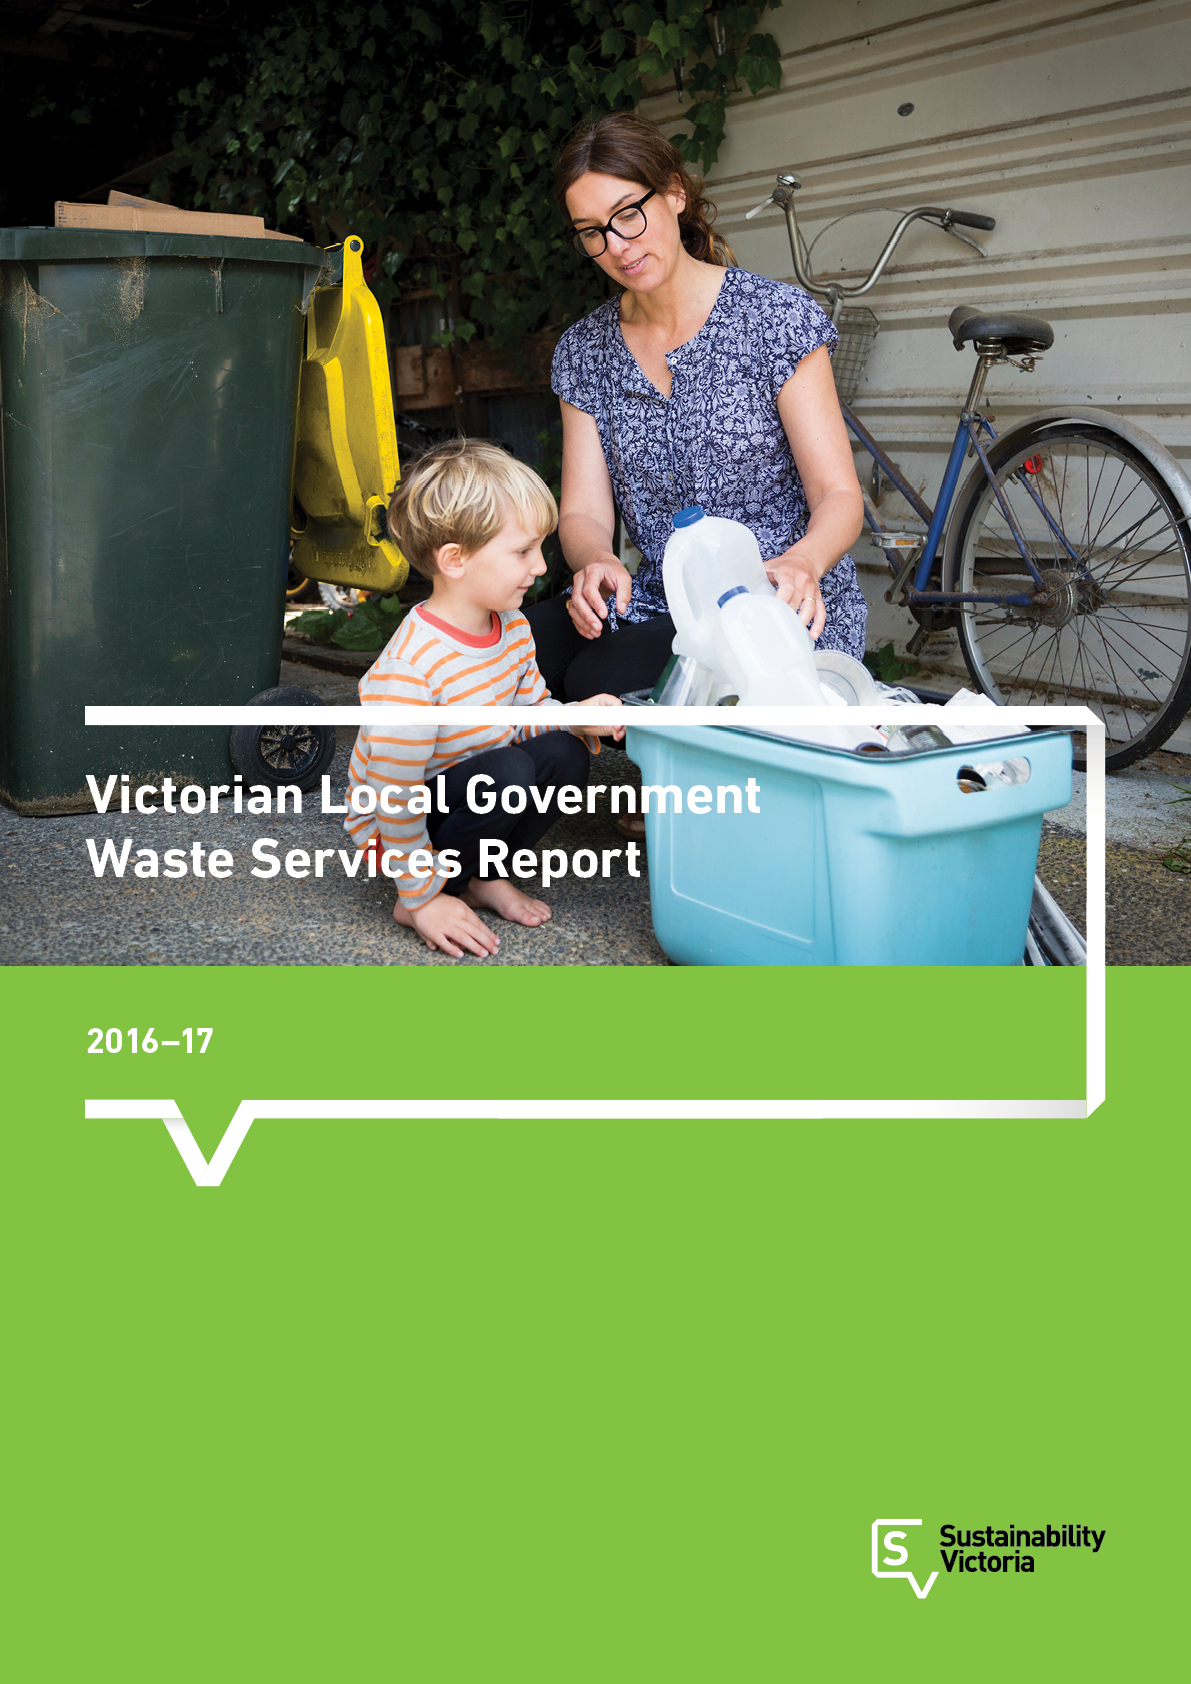 Victorian Local Government
Waste Services Report
2016–17
S
Sustainability
Victoria